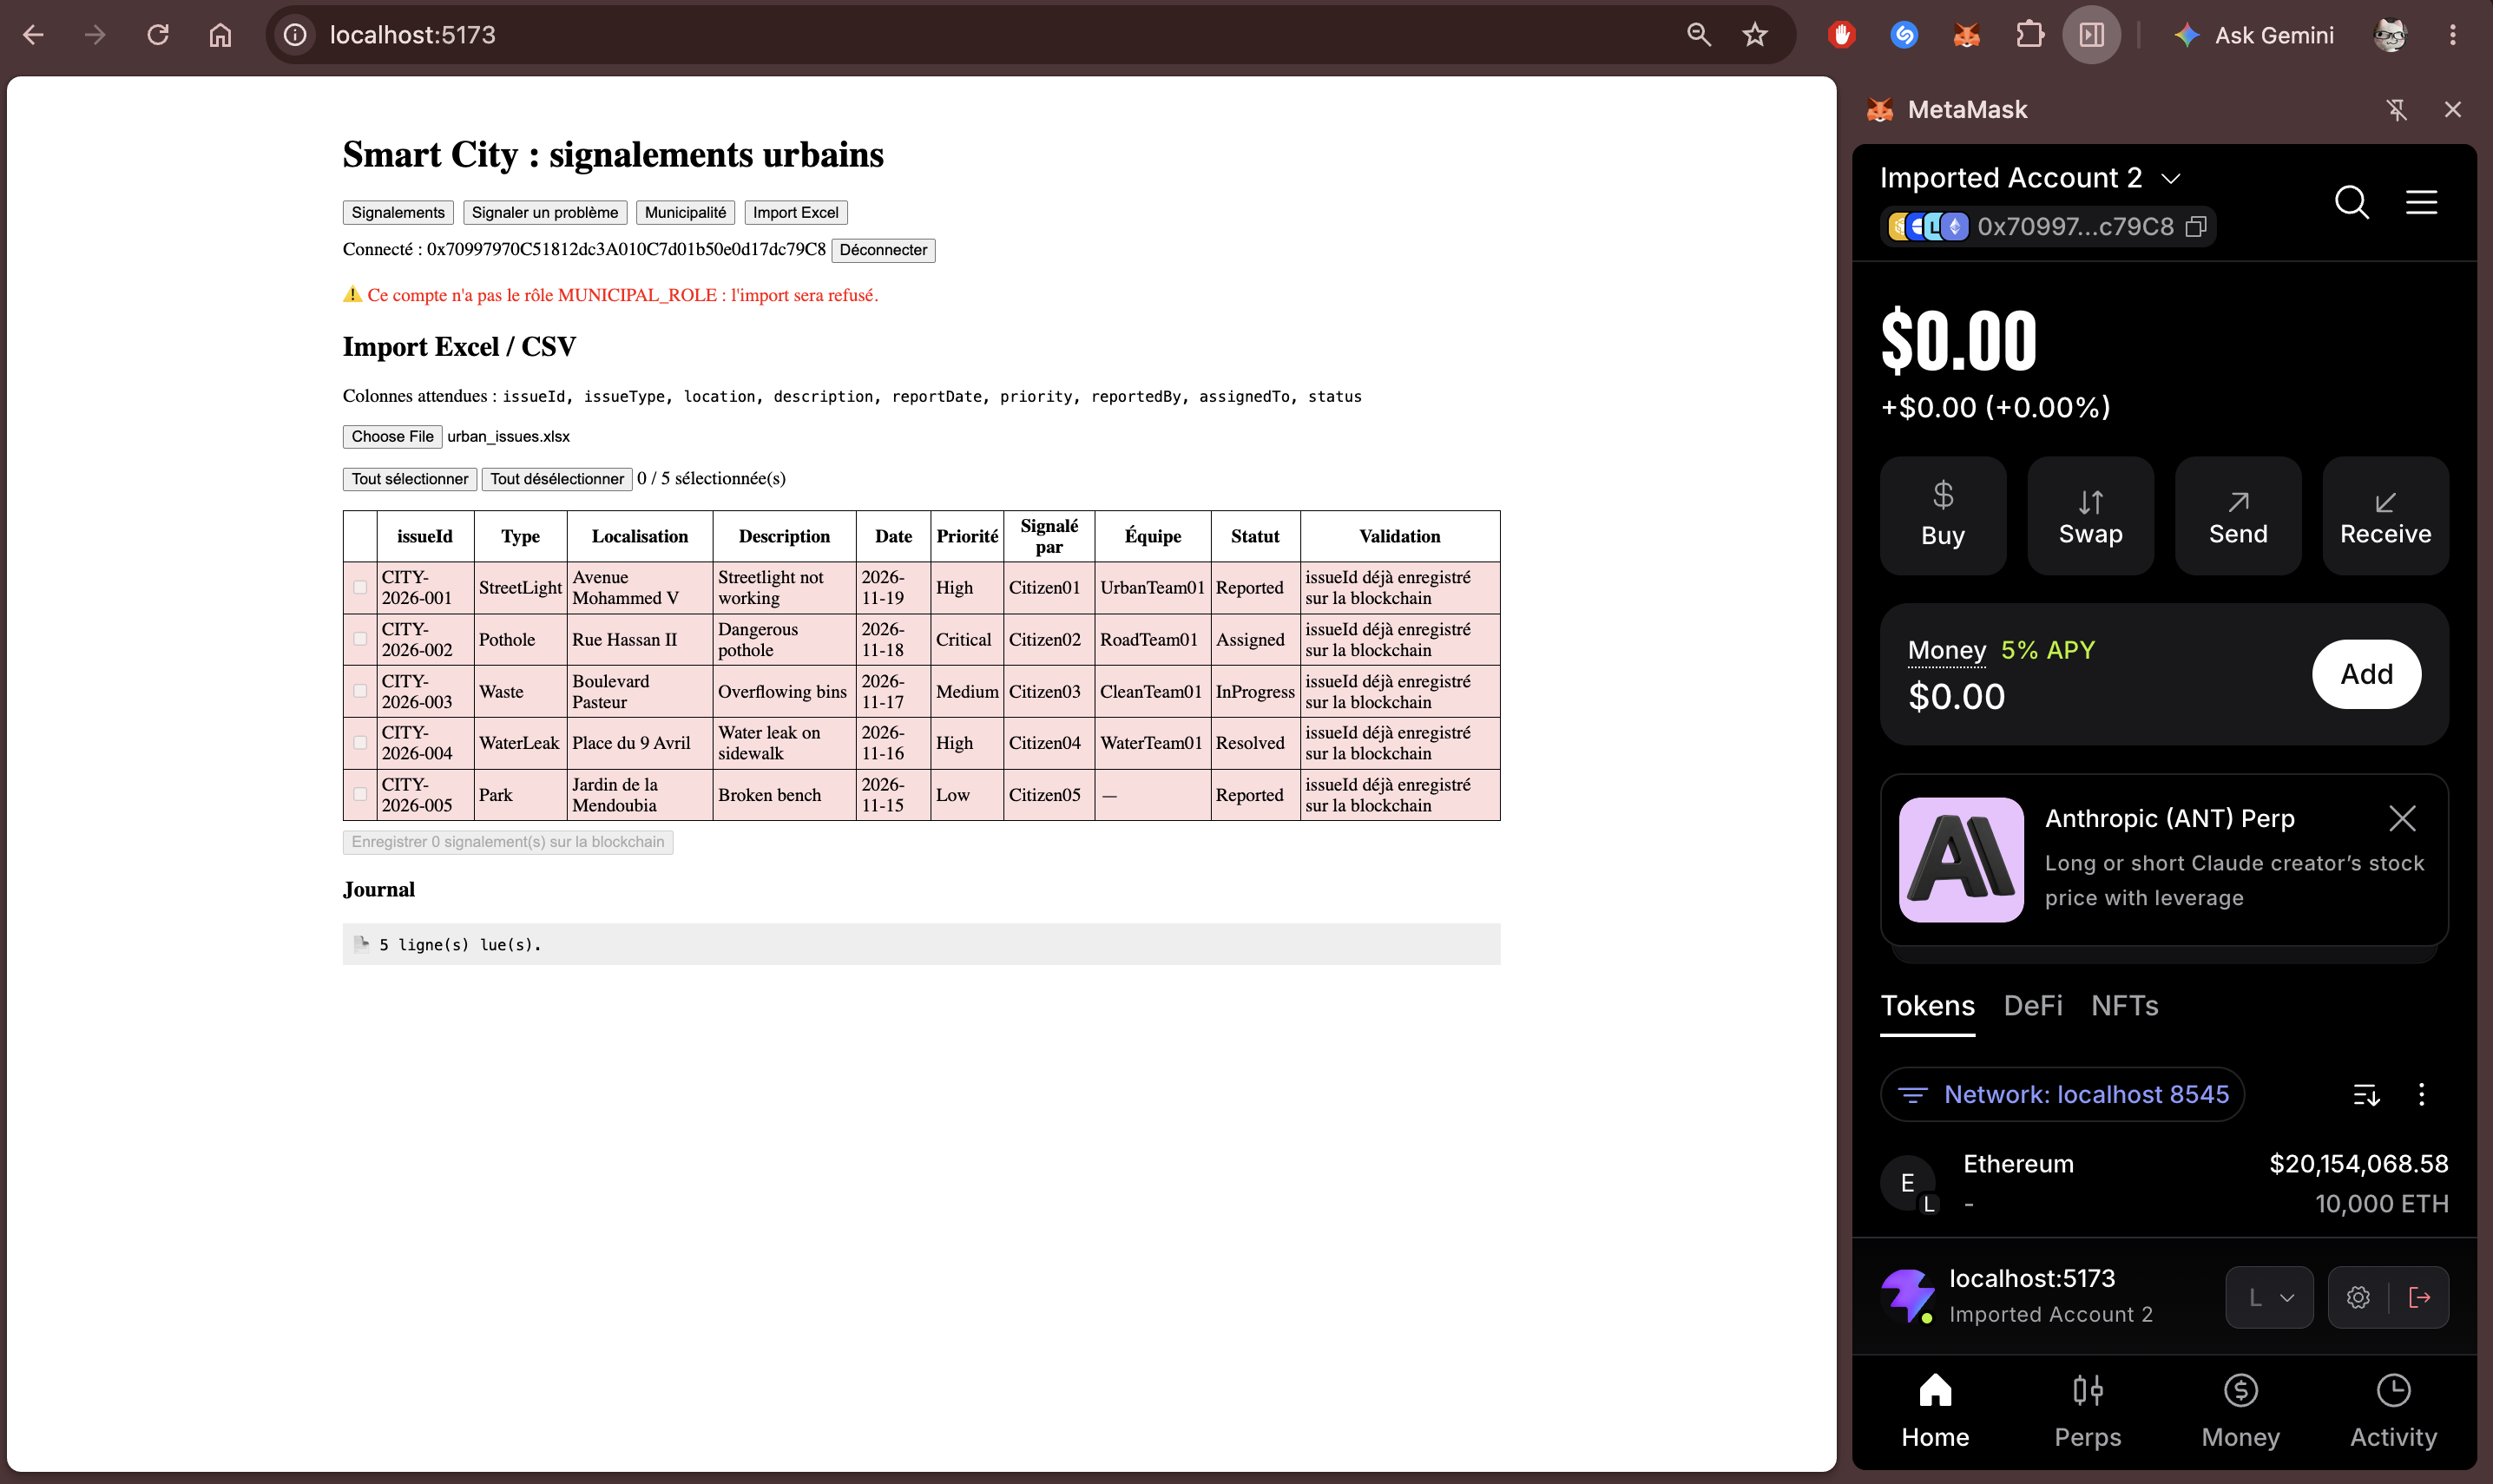 localhost:5173
Ask Gemini
Smart City : signalements urbains
Signalements
Signaler un problème
Municipalité
Import Excel
Connecté : 0x70997970C51812dc3A010C7d01b50e0d17dc79C8
Déconnecter
⚠️ Ce compte n'a pas le rôle MUNICIPAL_ROLE : l'import sera refusé.
Import Excel / CSV
Colonnes attendues : issueId, issueType, location, description, reportDate, priority, reportedBy, assignedTo, status
Choose File urban_issues.xlsx
Tout sélectionner
Tout désélectionner
0 / 5 sélectionnée(s)
issueId Type Localisation Description Date Priorité Signalé par Équipe Statut Validation
CITY-2026-001 StreetLight Avenue Mohammed V Streetlight not working 2026-11-19 High Citizen01 UrbanTeam01 Reported issueId déjà enregistré sur la blockchain
CITY-2026-002 Pothole Rue Hassan II Dangerous pothole 2026-11-18 Critical Citizen02 RoadTeam01 Assigned issueId déjà enregistré sur la blockchain
CITY-2026-003 Waste Boulevard Pasteur Overflowing bins 2026-11-17 Medium Citizen03 CleanTeam01 InProgress issueId déjà enregistré sur la blockchain
CITY-2026-004 WaterLeak Place du 9 Avril Water leak on sidewalk 2026-11-16 High Citizen04 WaterTeam01 Resolved issueId déjà enregistré sur la blockchain
CITY-2026-005 Park Jardin de la Mendoubia Broken bench 2026-11-15 Low Citizen05 — Reported issueId déjà enregistré sur la blockchain
Enregistrer 0 signalement(s) sur la blockchain
Journal
5 ligne(s) lue(s).
MetaMask
Imported Account 2
L
0x70997...c79C8
$0.00
+$0.00 (+0.00%)
$
Buy
Swap
Send
Receive
Money 5% APY
$0.00
Add
AI
Anthropic (ANT) Perp
Long or short Claude creator’s stock
price with leverage
Tokens
DeFi
NFTs
Network: localhost 8545
E
L
Ethereum
$20,154,068.58
-
10,000 ETH
localhost:5173
Imported Account 2
L
Home
Perps
Money
Activity